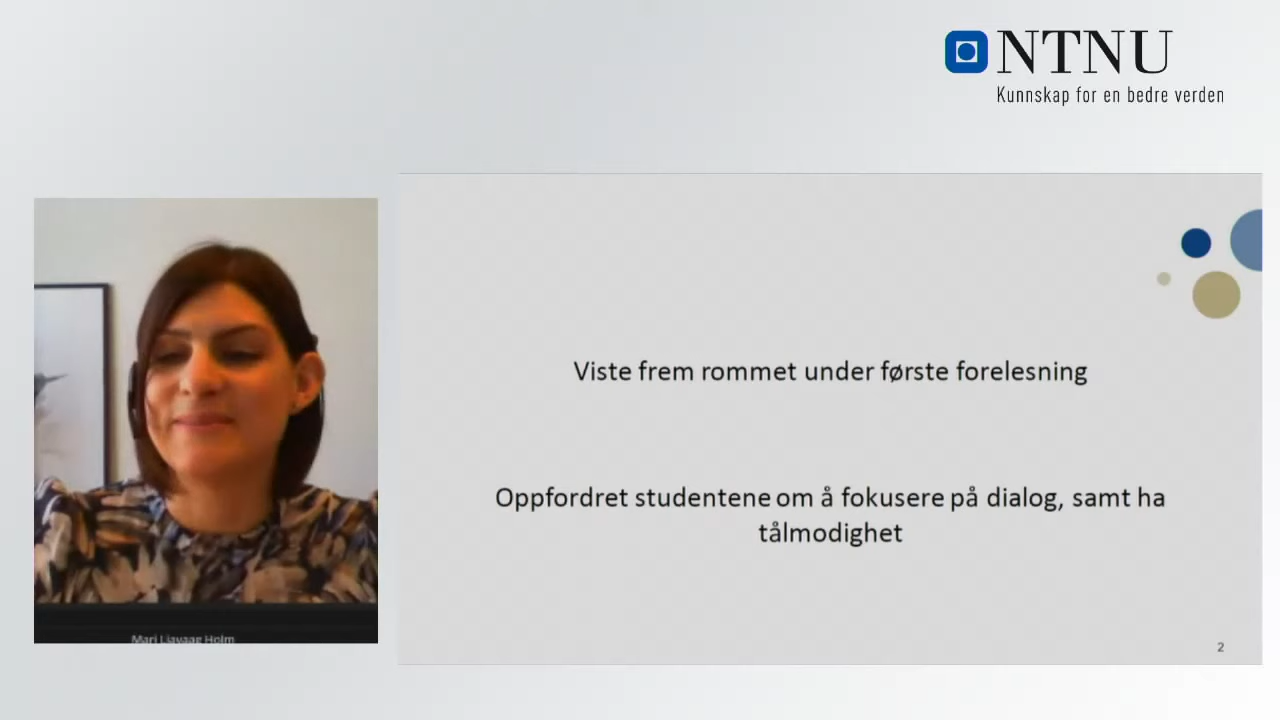 NTNU
Kunnskap for en bedre verden
Viste frem rommet under første forelesning
Oppfordret studentene om å fokusere på dialog, samt ha
tålmodighet
2
Mari Ljavaag Holm